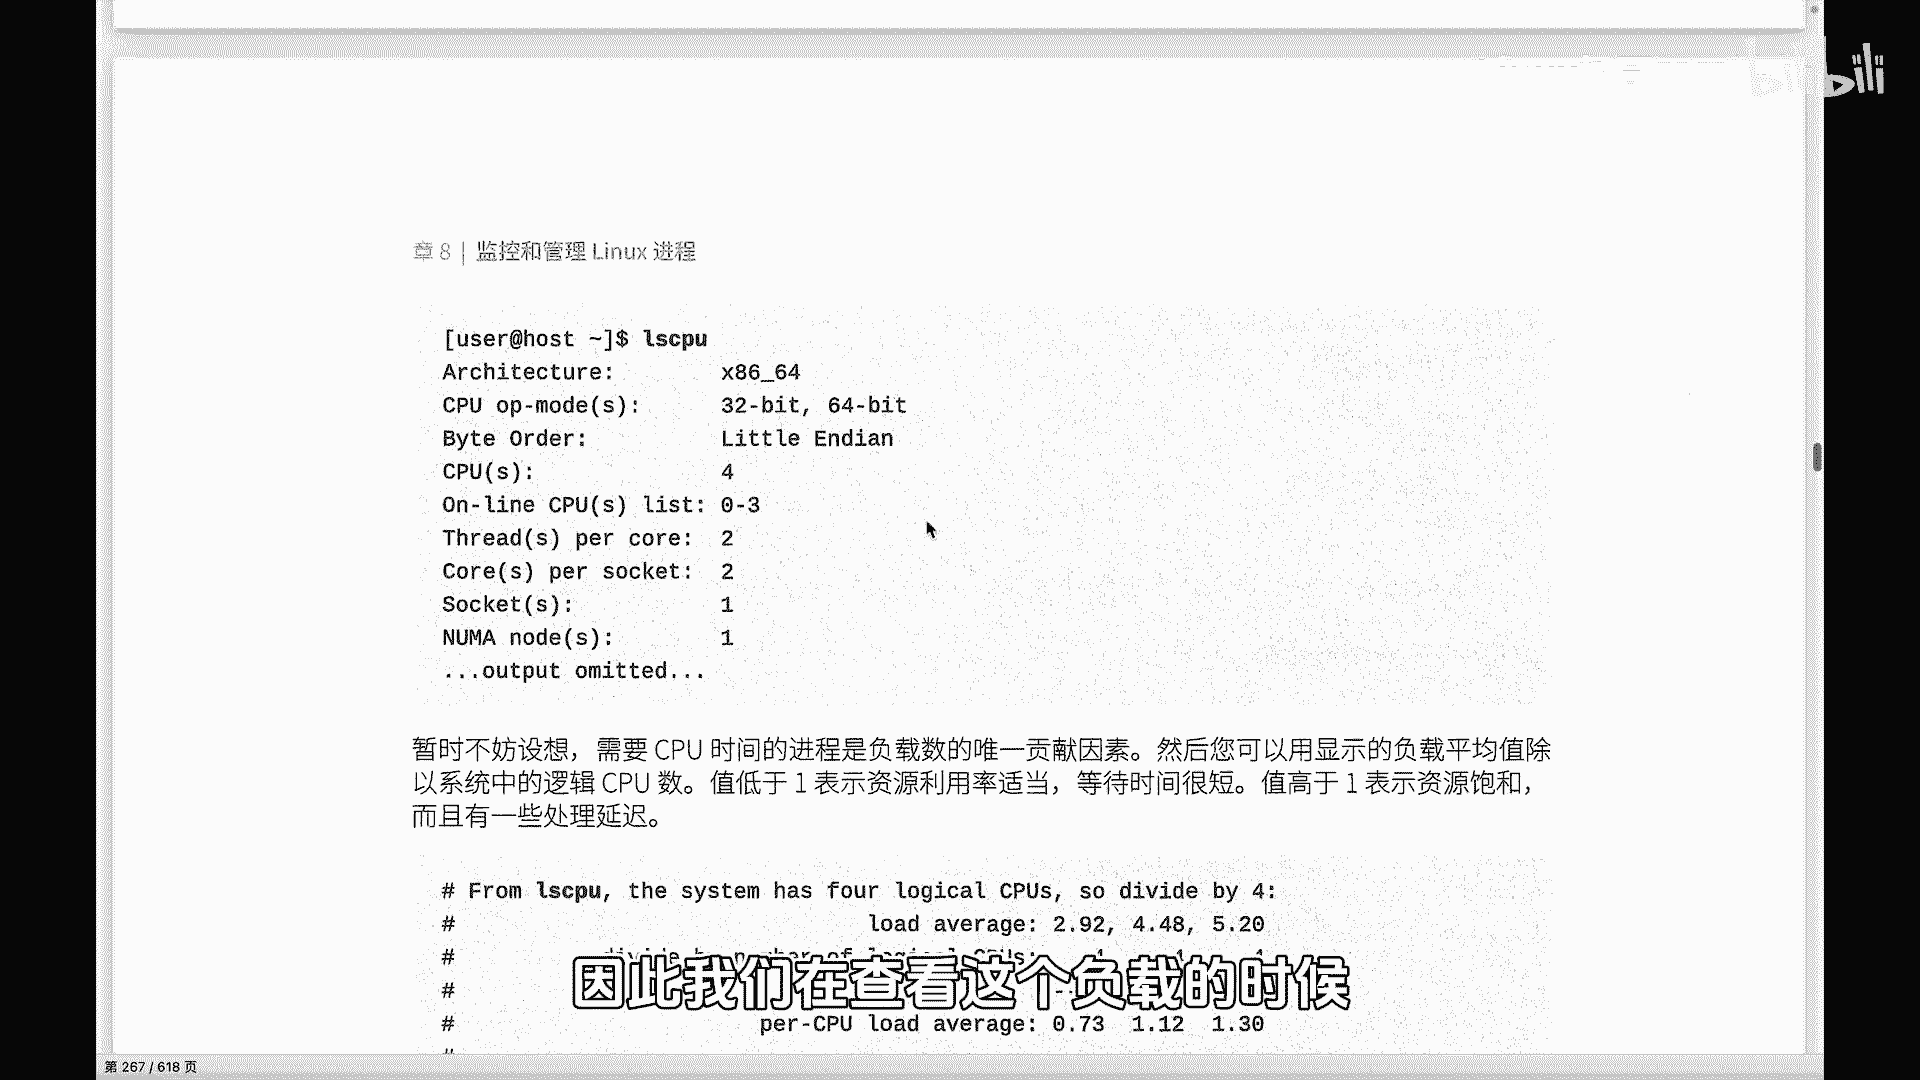 bilibili
章 8 | 监控和管理 Linux 进程
[user@host ~]$ lscpu
Architecture: x86_64
CPU op-mode(s): 32-bit, 64-bit
Byte Order: Little Endian
CPU(s): 4
On-line CPU(s) list: 0-3
Thread(s) per core: 2
Core(s) per socket: 2
Socket(s): 1
NUMA node(s): 1
...output omitted...
暂时不妨设想，需要 CPU 时间的进程是负载数的唯一贡献因素。然后您可以用显示的负载平均值除
以系统中的逻辑 CPU 数。值低于 1 表示资源利用率适当，等待时间很短。值高于 1 表示资源饱和，
而且有一些处理延迟。
# From lscpu, the system has four logical CPUs, so divide by 4:
# load average: 2.92, 4.48, 5.20
# divide by number of logical CPUs: 4 4 4
#
因此我们在查看这个负载的时候
# per-CPU load average: 0.73 1.12 1.30
#
第 267 / 618 页